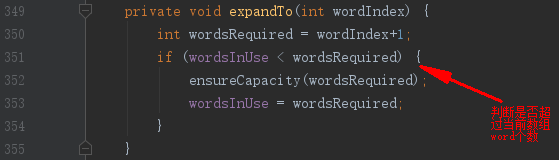 349 private void expandTo(int wordIndex) {
350 int wordsRequired = wordIndex+1;
351 if (wordsInUse < wordsRequired) {
352 ensureCapacity(wordsRequired);
353 wordsInUse = wordsRequired;
354 }
355 }
判断是否超
过当前数组
word个数